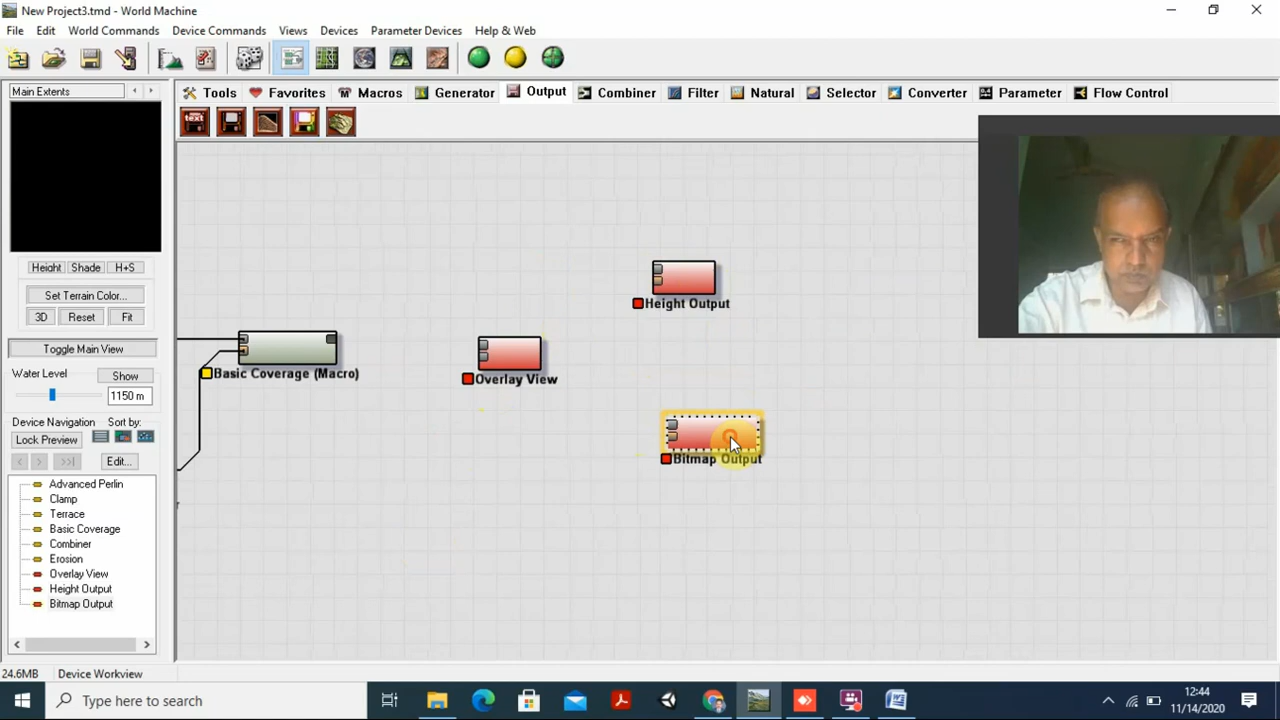 New Project3.tmd - World Machine
File Edit World Commands Device Commands Views Devices Parameter Devices Help & Web
Main Extents
Tools Favorites Macros Generator Output Combiner Filter Natural Selector Converter Parameter Flow Control
text
Height Shade H+S
Set Terrain Color...
3D Reset Fit
Toggle Main View
Water Level Show
1150 m
Device Navigation Sort by:
Lock Preview
Edit...
Advanced Perlin
Clamp
Terrace
Basic Coverage
Combiner
Erosion
Overlay View
Height Output
Bitmap Output
Height Output
Basic Coverage (Macro)
Overlay View
Bitmap Output
24.6MB Device Workview
Type here to search
12:44
11/14/2020